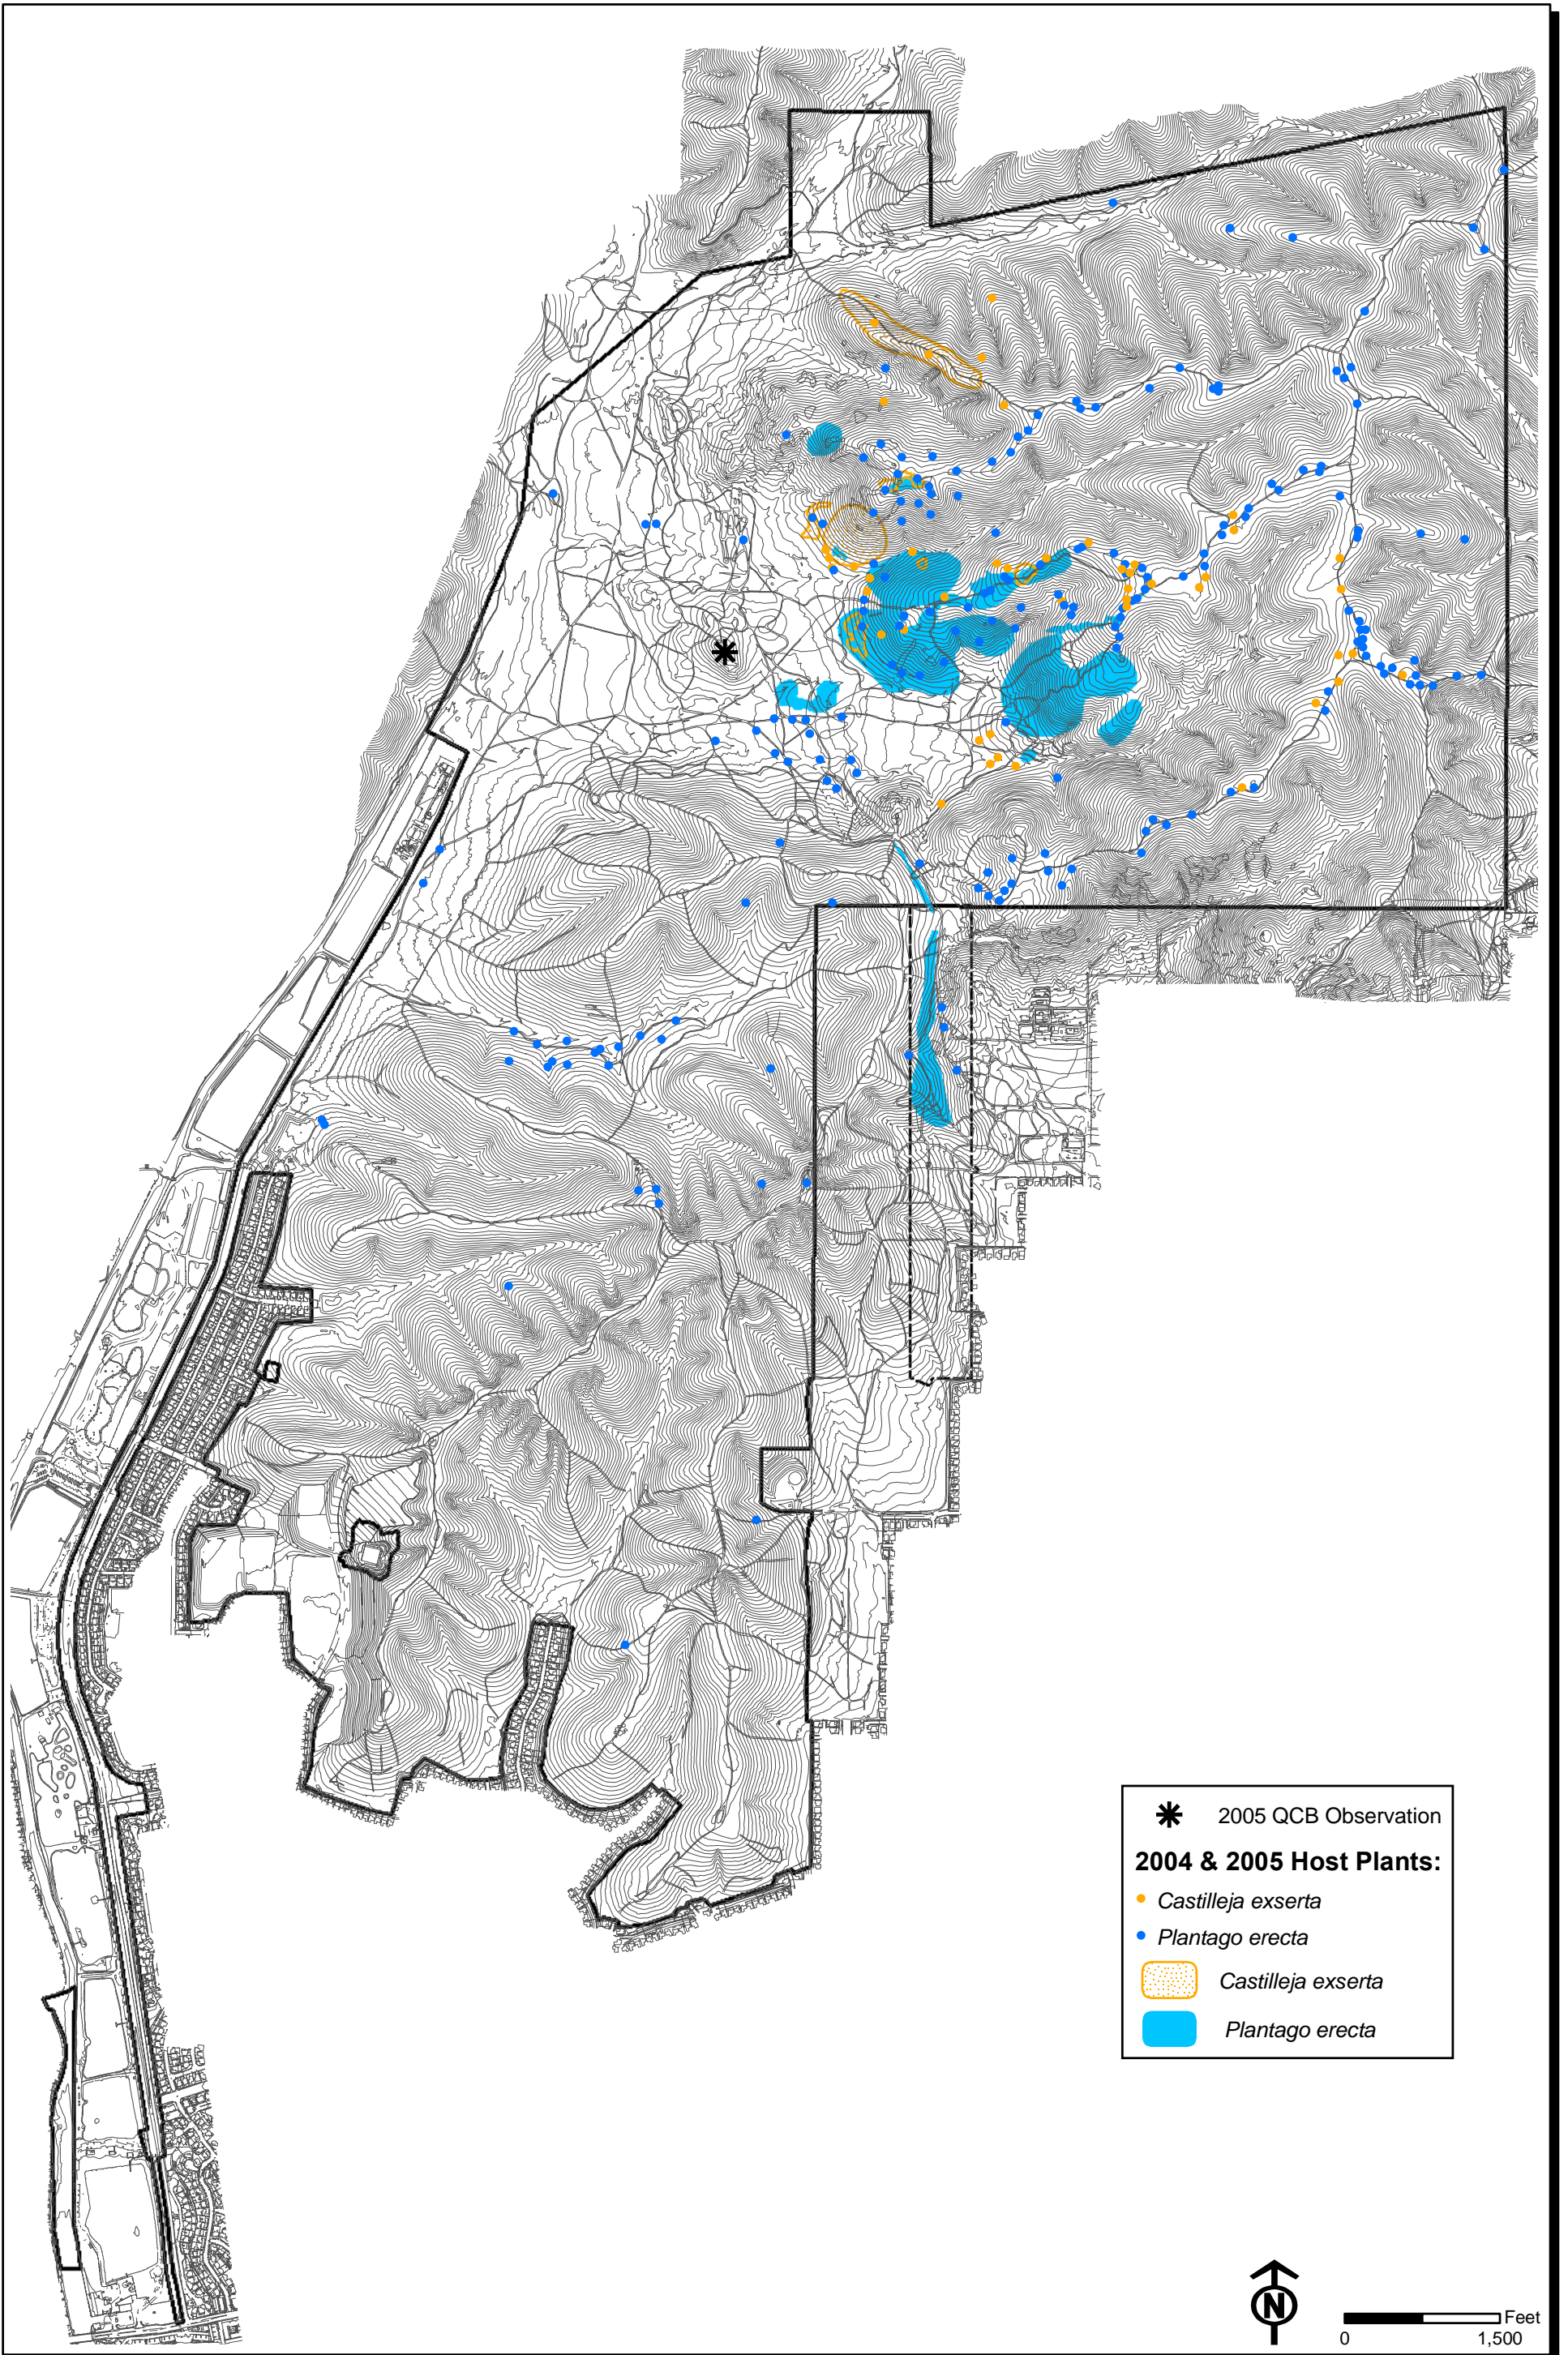 2005 QCB Observation
2004 & 2005 Host Plants:
Castilleja exserta
Plantago erecta
Castilleja exserta
Plantago erecta
N
Feet
0 1,500